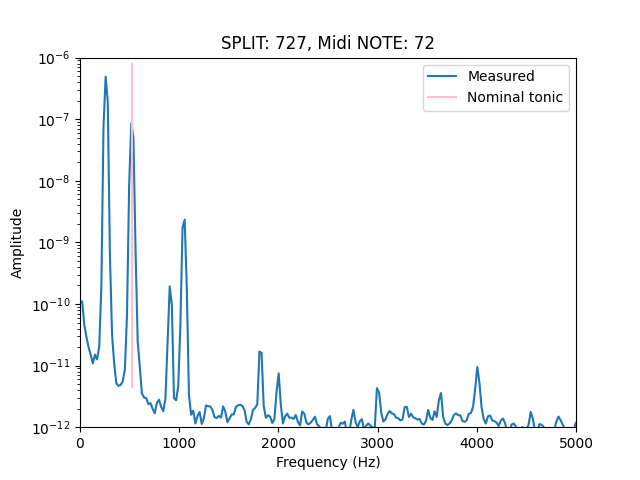 SPLIT: 727, Midi NOTE: 72
Measured
Nominal tonic
Amplitude
10⁻⁶
10⁻⁷
10⁻⁸
10⁻⁹
10⁻¹⁰
10⁻¹¹
10⁻¹²
0 1000 2000 3000 4000 5000
Frequency (Hz)